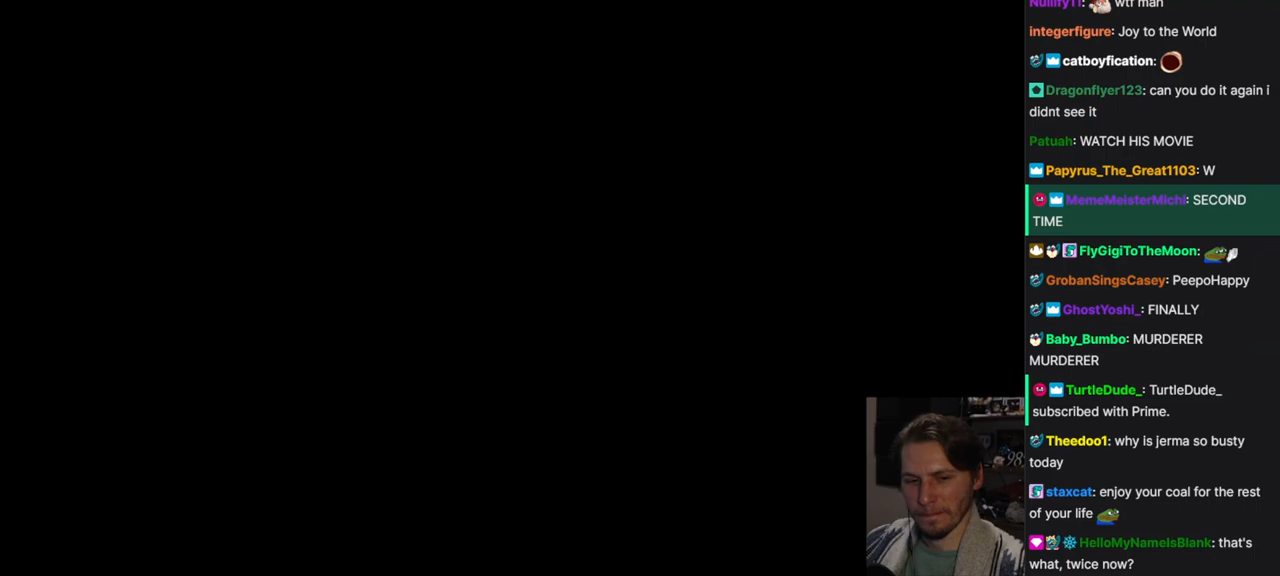 Nullify11: wtf man
integerfigure: Joy to the World
catboyfication:
Dragonflyer123: can you do it again i
didnt see it
Patuah: WATCH HIS MOVIE
Papyrus_The_Great1103: W
MemeMeisterMichi: SECOND
TIME
FlyGigiToTheMoon:
GrobanSingsCasey: PeepoHappy
GhostYoshi_: FINALLY
Baby_Bumbo: MURDERER
MURDERER
TurtleDude_: TurtleDude_
subscribed with Prime.
Theedoo1: why is jerma so busty
today
staxcat: enjoy your coal for the rest
of your life
HelloMyNameIsBlank: that's
what, twice now?